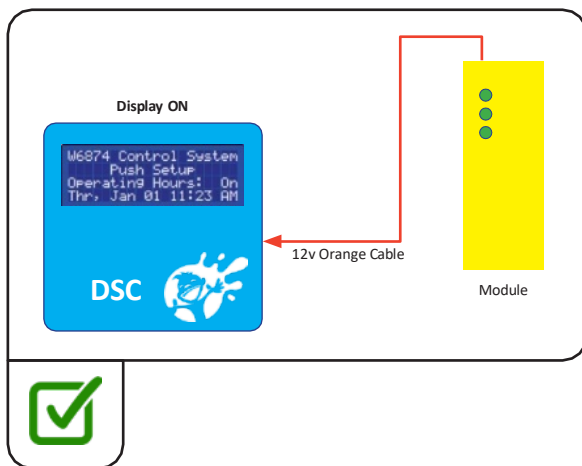 Display ON
W6874 Control System
Push Setup
Operating Hours: On
Thr, Jan 01 11:23 AM
12v Orange Cable
DSC
Module